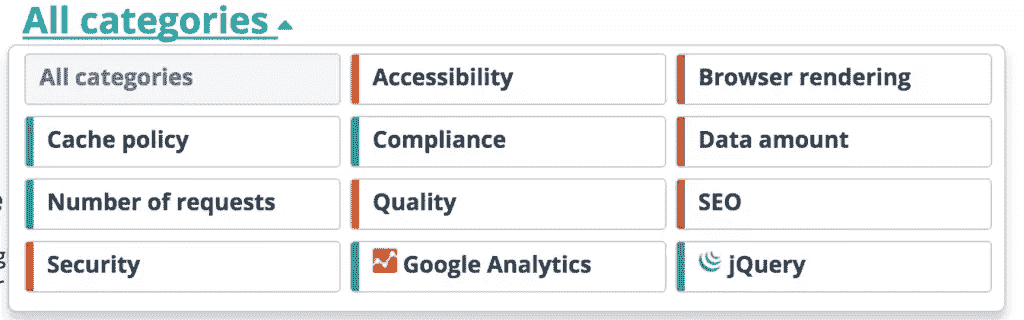 All categories
All categories Accessibility Browser rendering
Cache policy Compliance Data amount
Number of requests Quality SEO
Security Google Analytics jQuery